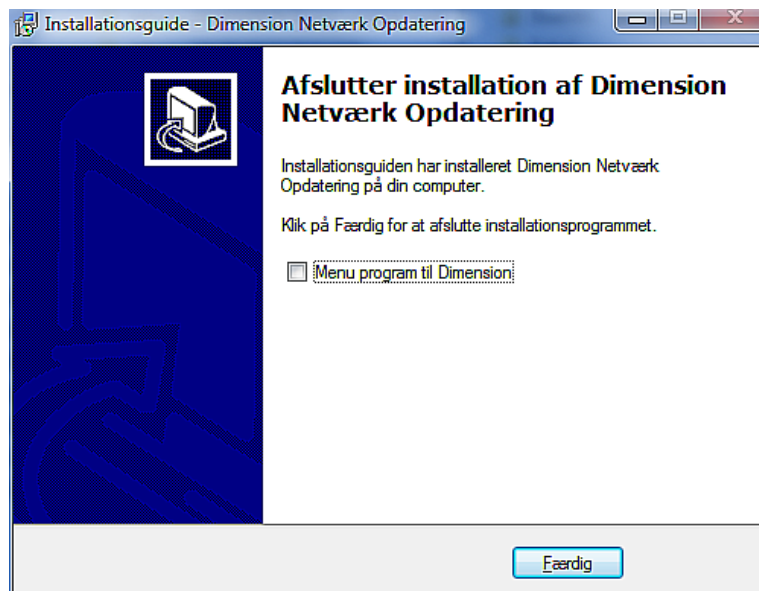 Installationsguide - Dimension Netværk Opdatering
Afslutter installation af Dimension
Netværk Opdatering
Installationsguiden har installeret Dimension Netværk
Opdatering på din computer.
Klik på Færdig for at afslutte installationsprogrammet.
Menu program til Dimension
Færdig